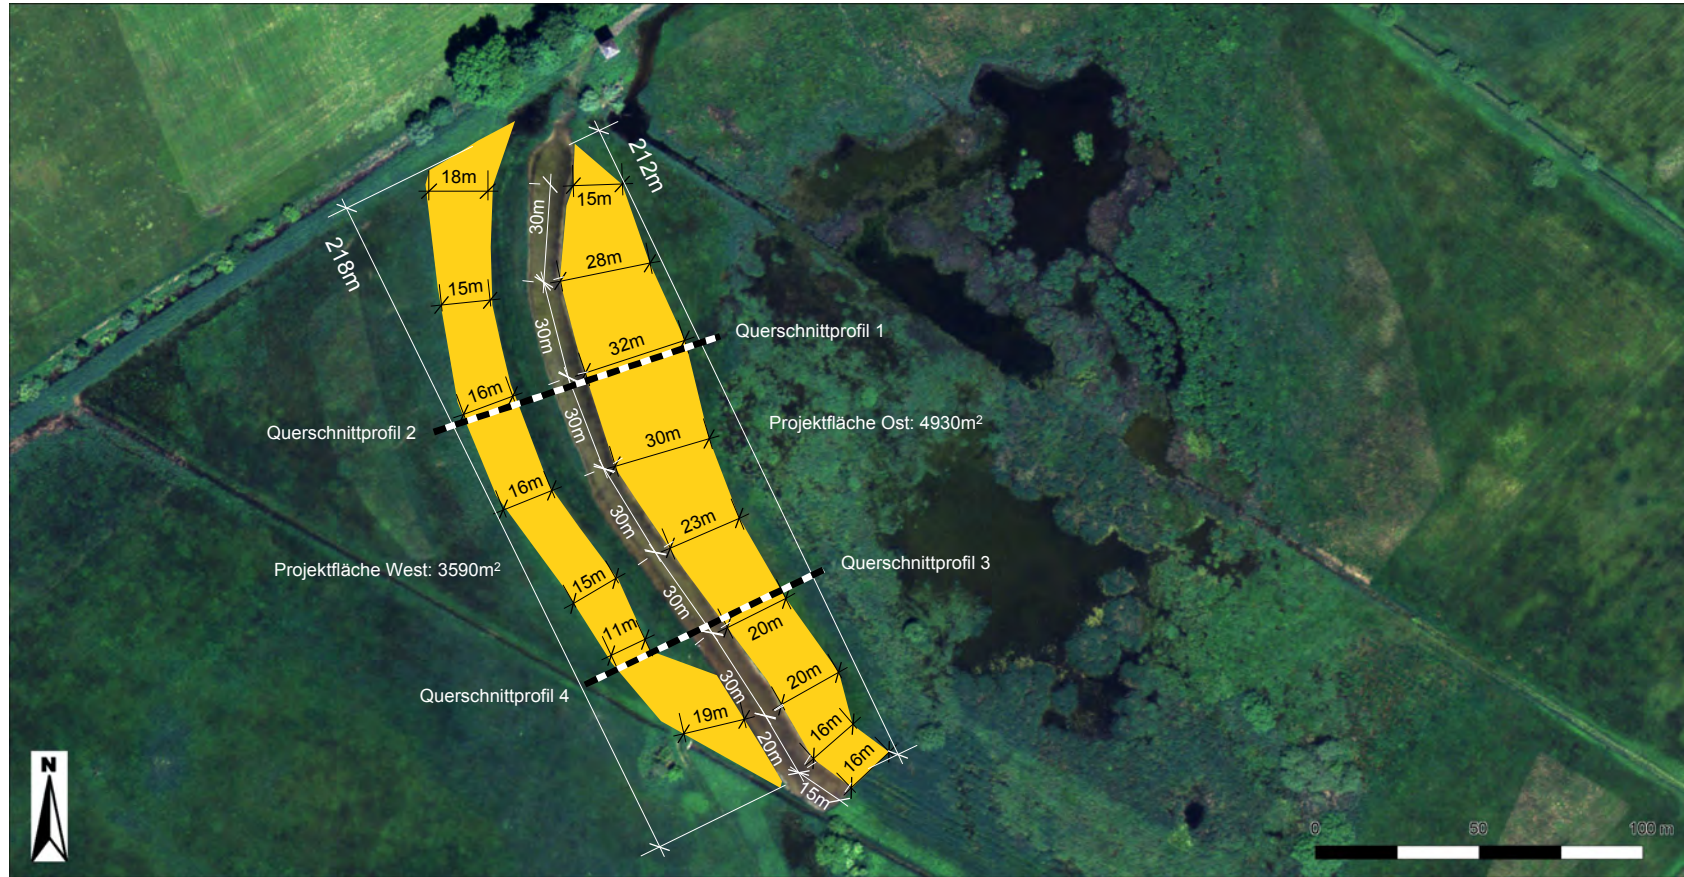 212m
18m
15m
30m
218m
28m
15m
30m
Querschnittprofil 1
32m
16m
30m
Projektfläche Ost: 4930m²
Querschnittprofil 2
30m
16m
30m
23m
Querschnittprofil 3
Projektfläche West: 3590m²
15m
30m
11m
20m
20m
Querschnittprofil 4
30m
19m
16m
20m
16m
15m
N
0 50 100 m